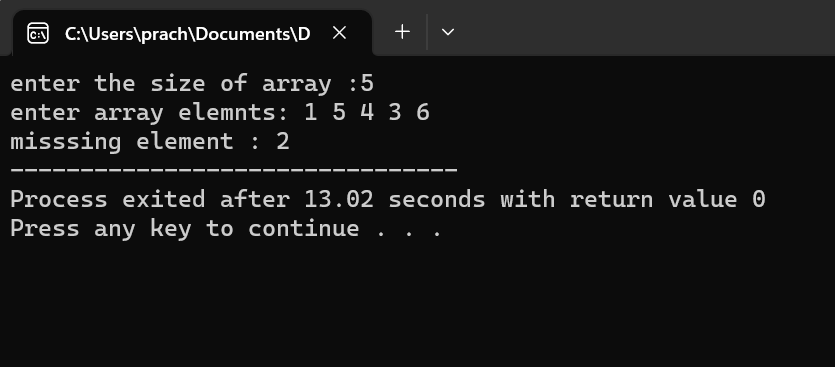 C:\Users\prach\Documents\D
enter the size of array :5
enter array elemnts: 1 5 4 3 6
misssing element : 2
--------------------------------
Process exited after 13.02 seconds with return value 0
Press any key to continue . . .